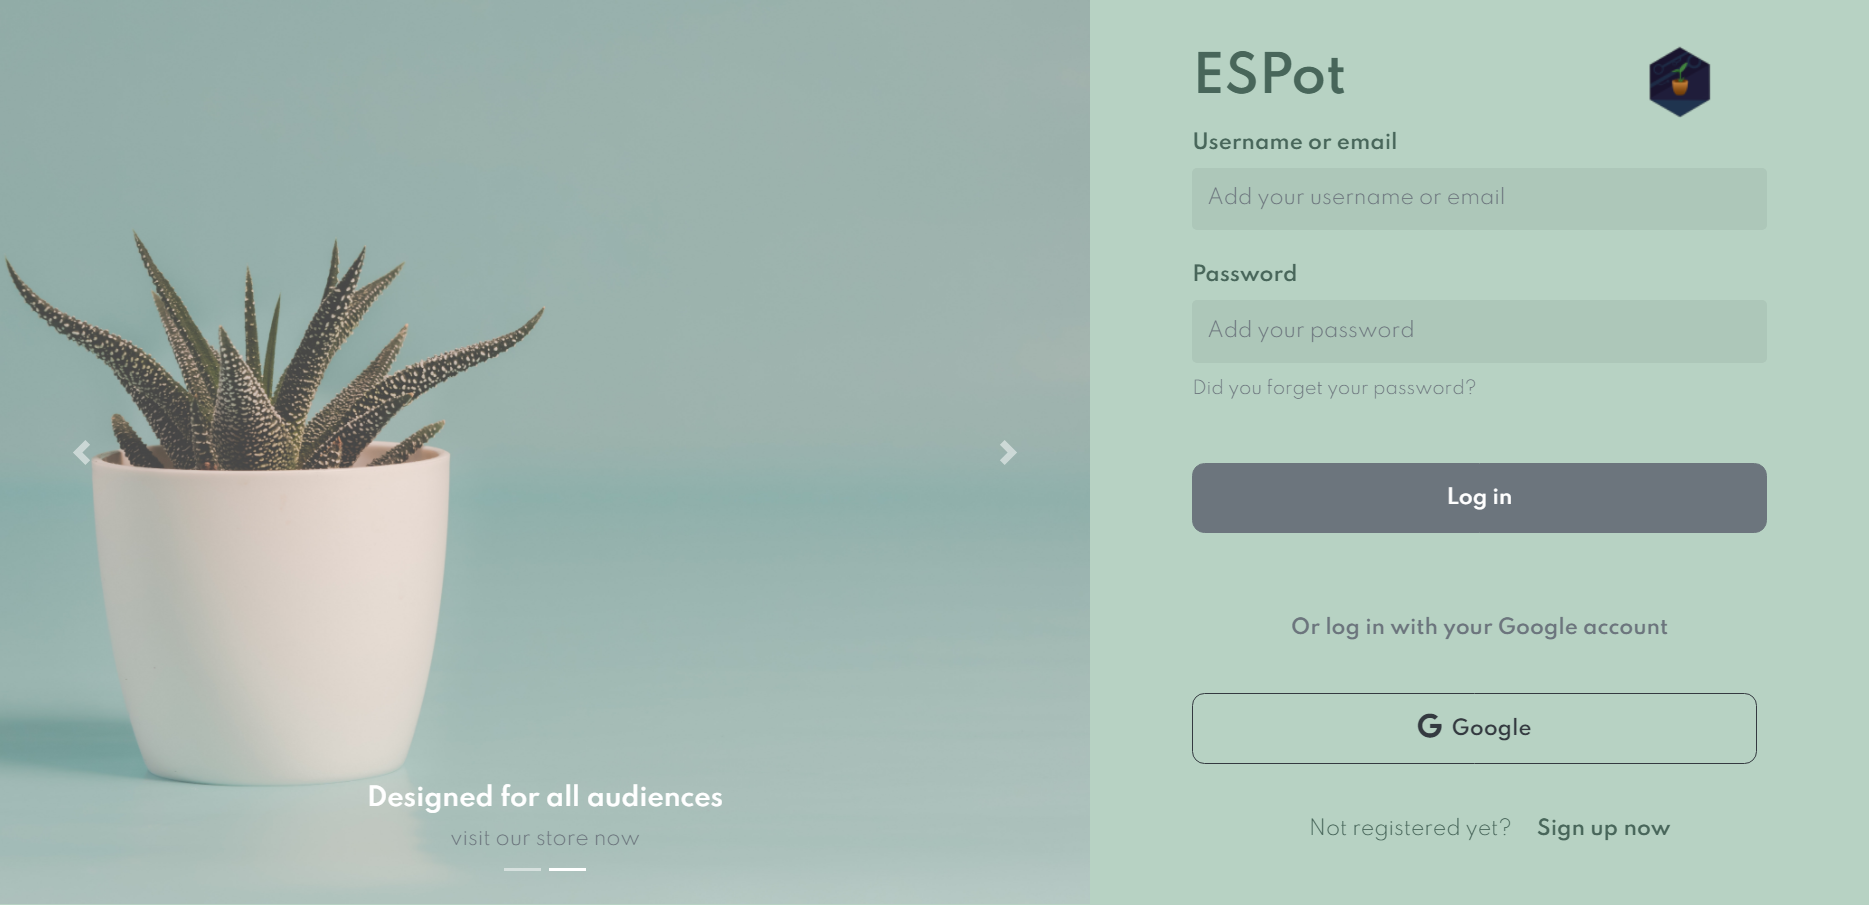 Designed for all audiences
visit our store now
ESPot
Username or email
Add your username or email
Password
Add your password
Did you forget your password?
Log in
Or log in with your Google account
Google
Not registered yet? Sign up now